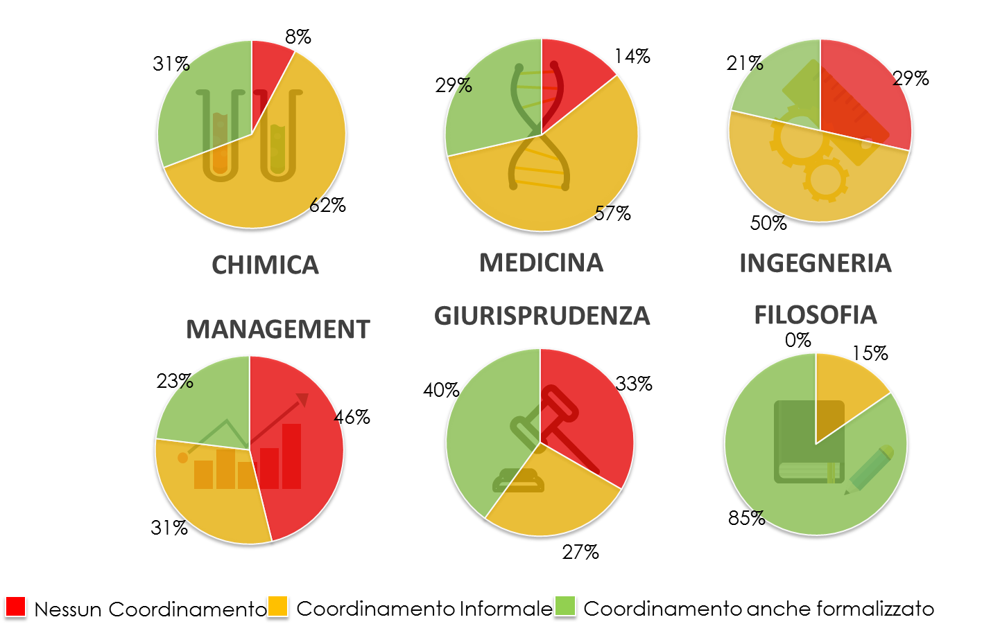 8%
31%
62%
CHIMICA
14%
29%
57%
MEDICINA
21%
29%
50%
INGEGNERIA
MANAGEMENT
23%
46%
31%
GIURISPRUDENZA
40%
33%
27%
FILOSOFIA
0%
15%
85%
Nessun Coordinamento
Coordinamento Informale
Coordinamento anche formalizzato